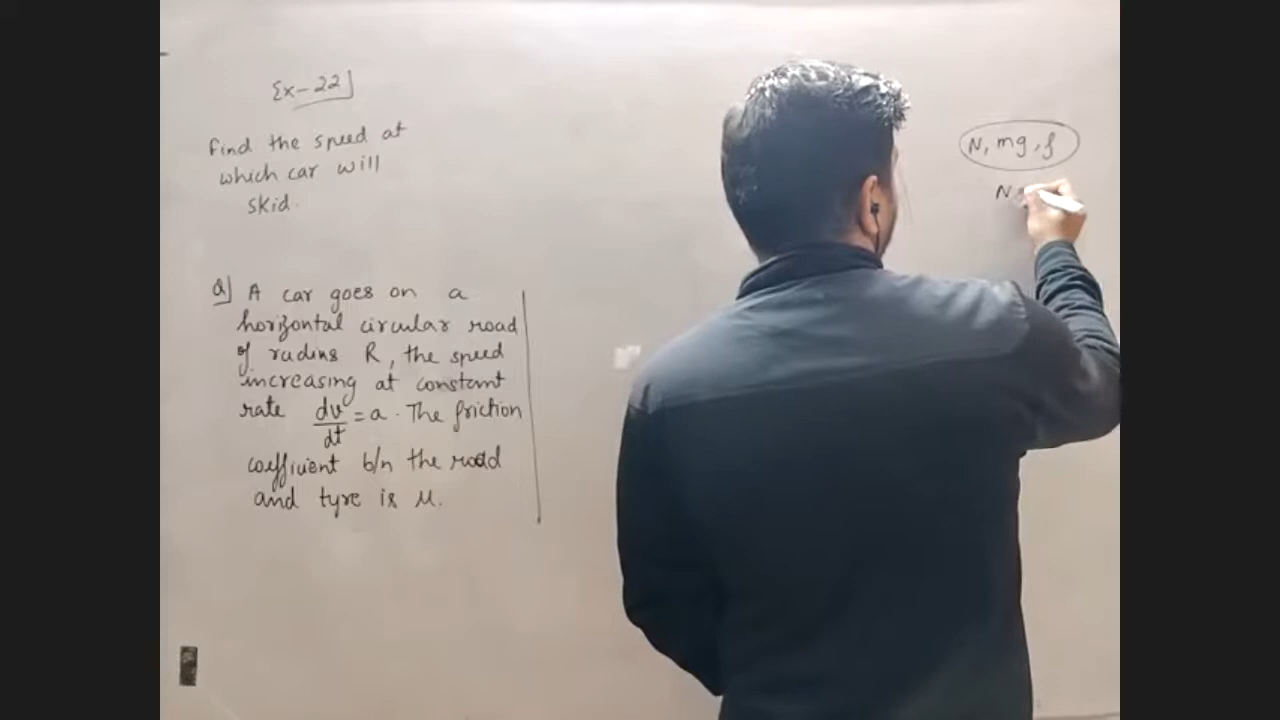 Ex-22
Find the speed at
which car will
skid.
Q] A car goes on a
horizontal circular road
of radius R, the speed
increasing at constant
rate dv/dt = a. The friction
coefficient b/n the road
and tyre is μ.
N, mg, f
N